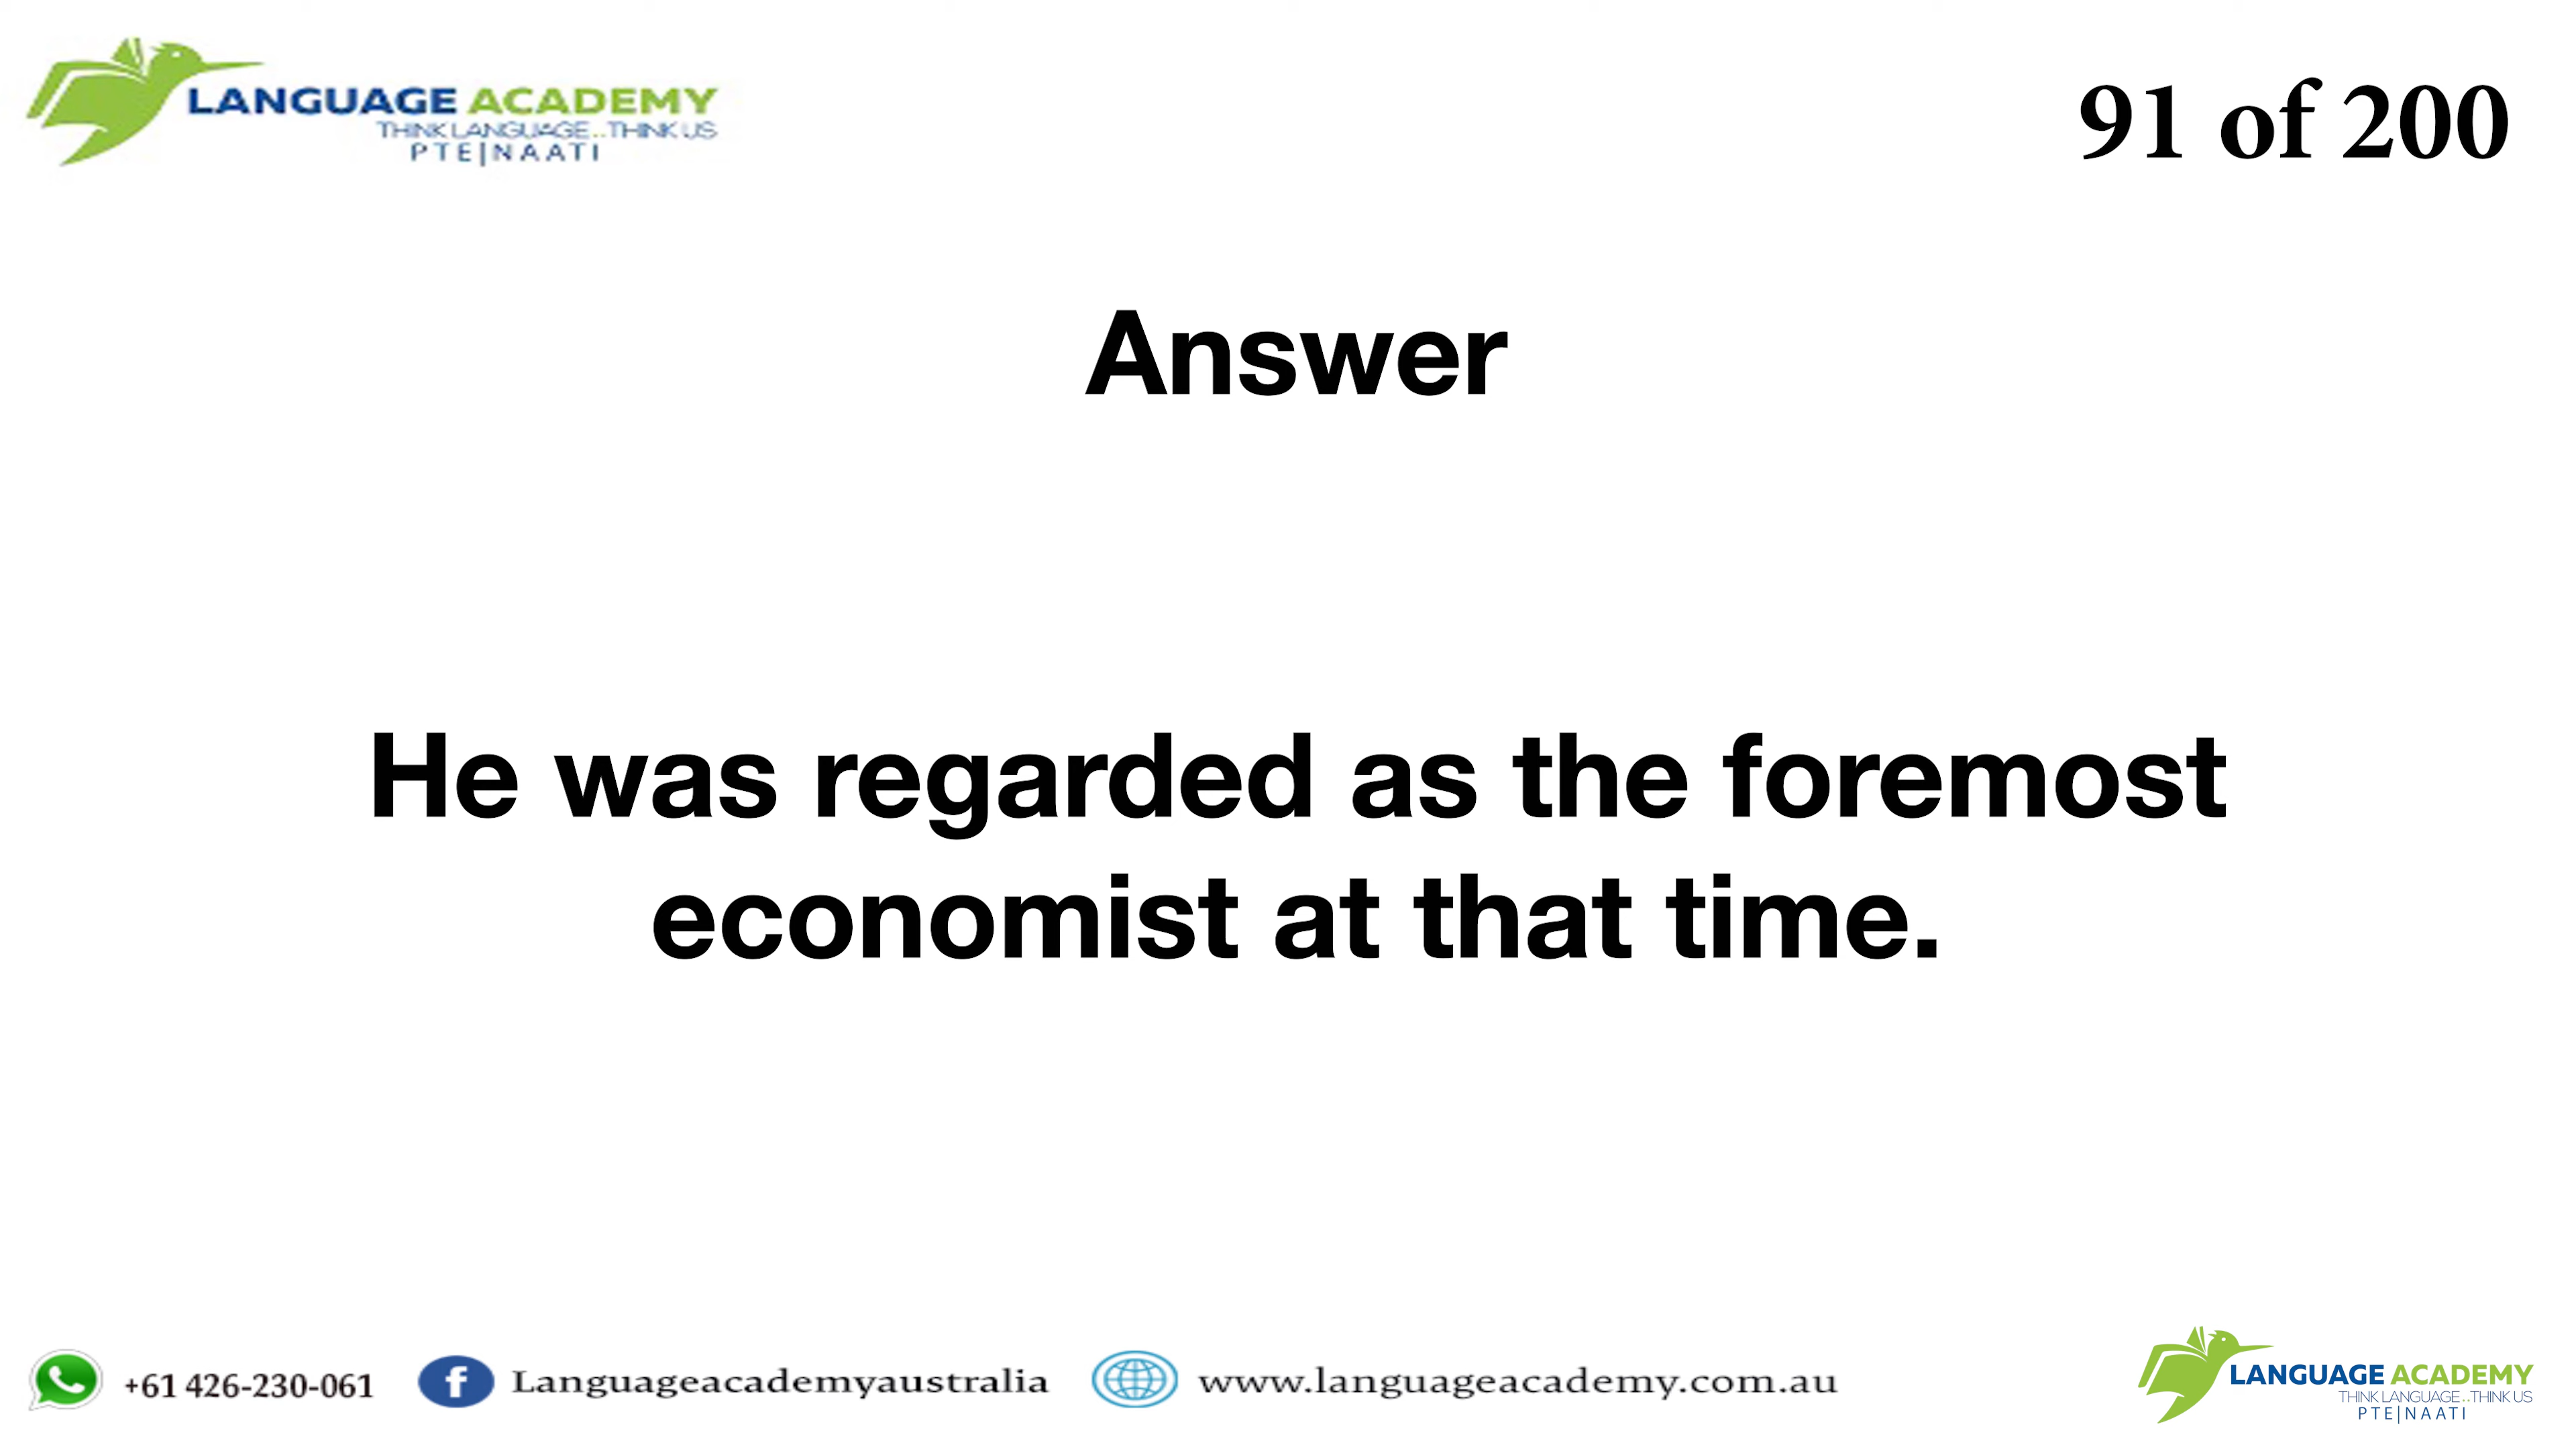 LANGUAGE ACADEMY
THINK LANGUAGE..THINK US
PTE|NAATI
91 of 200
Answer
He was regarded as the foremost
economist at that time.
+61 426-230-061
Languageacademyaustralia
www.languageacademy.com.au
LANGUAGE ACADEMY
THINK LANGUAGE..THINK US
PTE|NAATI